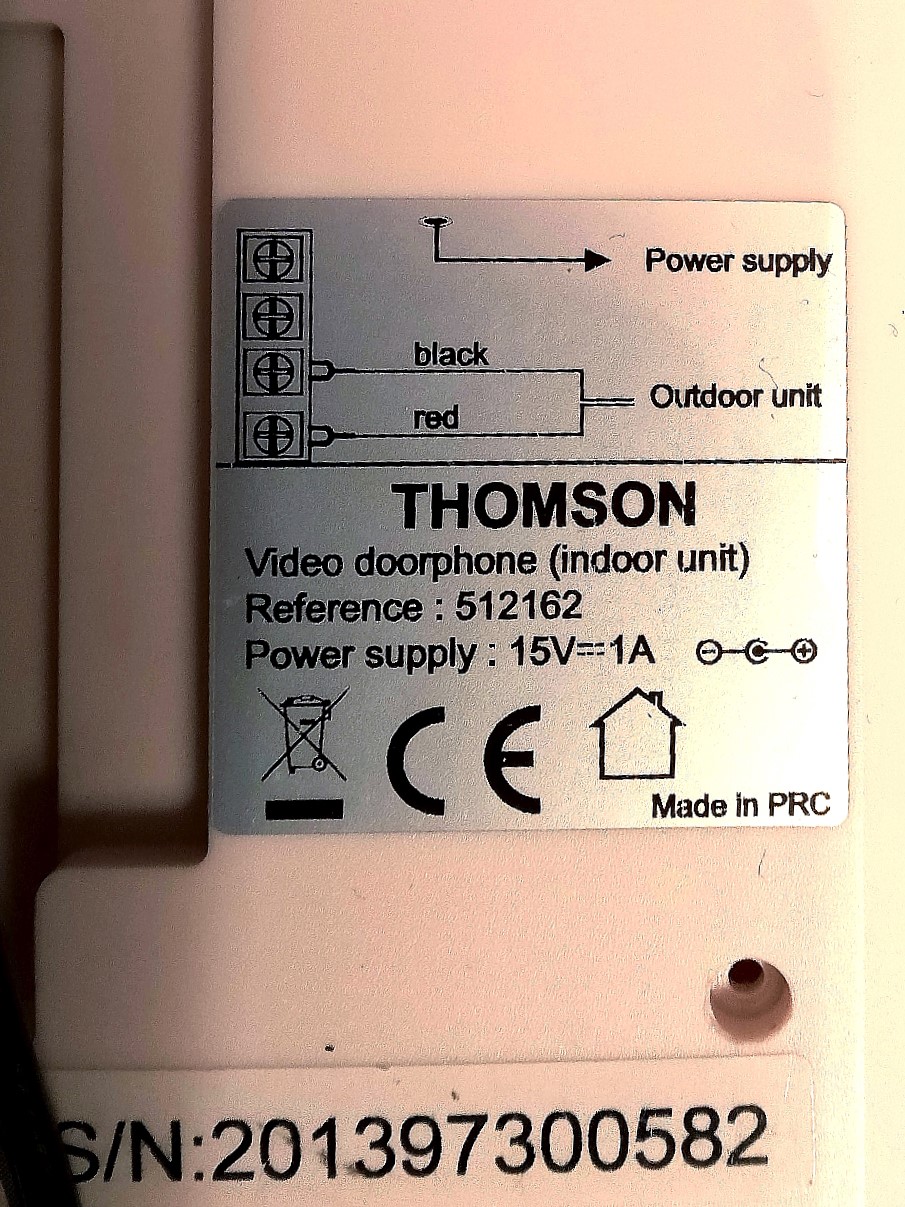 Power supply
black
Outdoor unit
red
THOMSON
Video doorphone (indoor unit)
Reference : 512162
Power supply : 15V⎓1A
CE
Made in PRC
S/N:201397300582